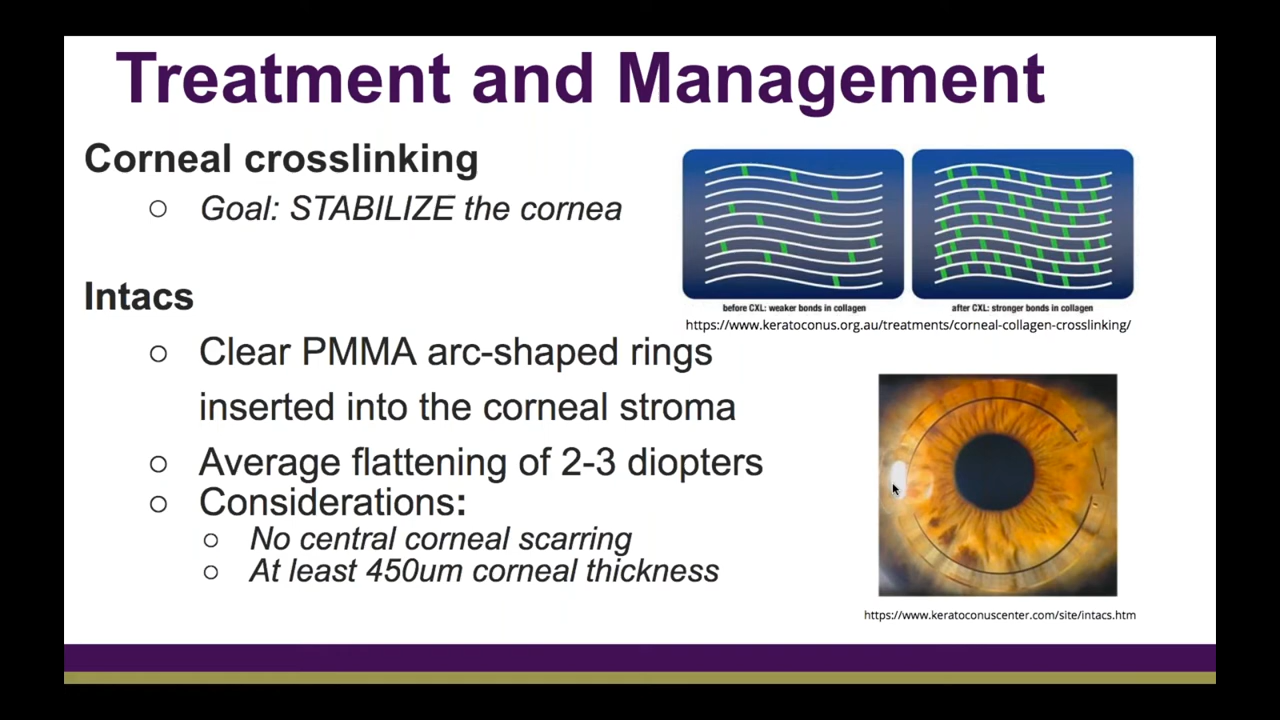 Treatment and Management
Corneal crosslinking
○ Goal: STABILIZE the cornea
Intacs
○ Clear PMMA arc-shaped rings
inserted into the corneal stroma
○ Average flattening of 2-3 diopters
○ Considerations:
○ No central corneal scarring
○ At least 450um corneal thickness
before CXL: weaker bonds in collagen
after CXL: stronger bonds in collagen
https://www.keratoconus.org.au/treatments/corneal-collagen-crosslinking/
https://www.keratoconuscenter.com/site/intacs.htm